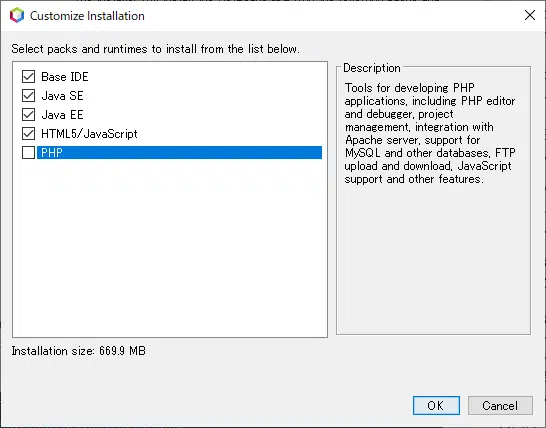 Customize Installation
Select packs and runtimes to install from the list below.
Base IDE
Java SE
Java EE
HTML5/JavaScript
PHP
Description
Tools for developing PHP
applications, including PHP editor
and debugger, project
management, integration with
Apache server, support for
MySQL and other databases, FTP
upload and download, JavaScript
support and other features.
Installation size: 669.9 MB
OK
Cancel